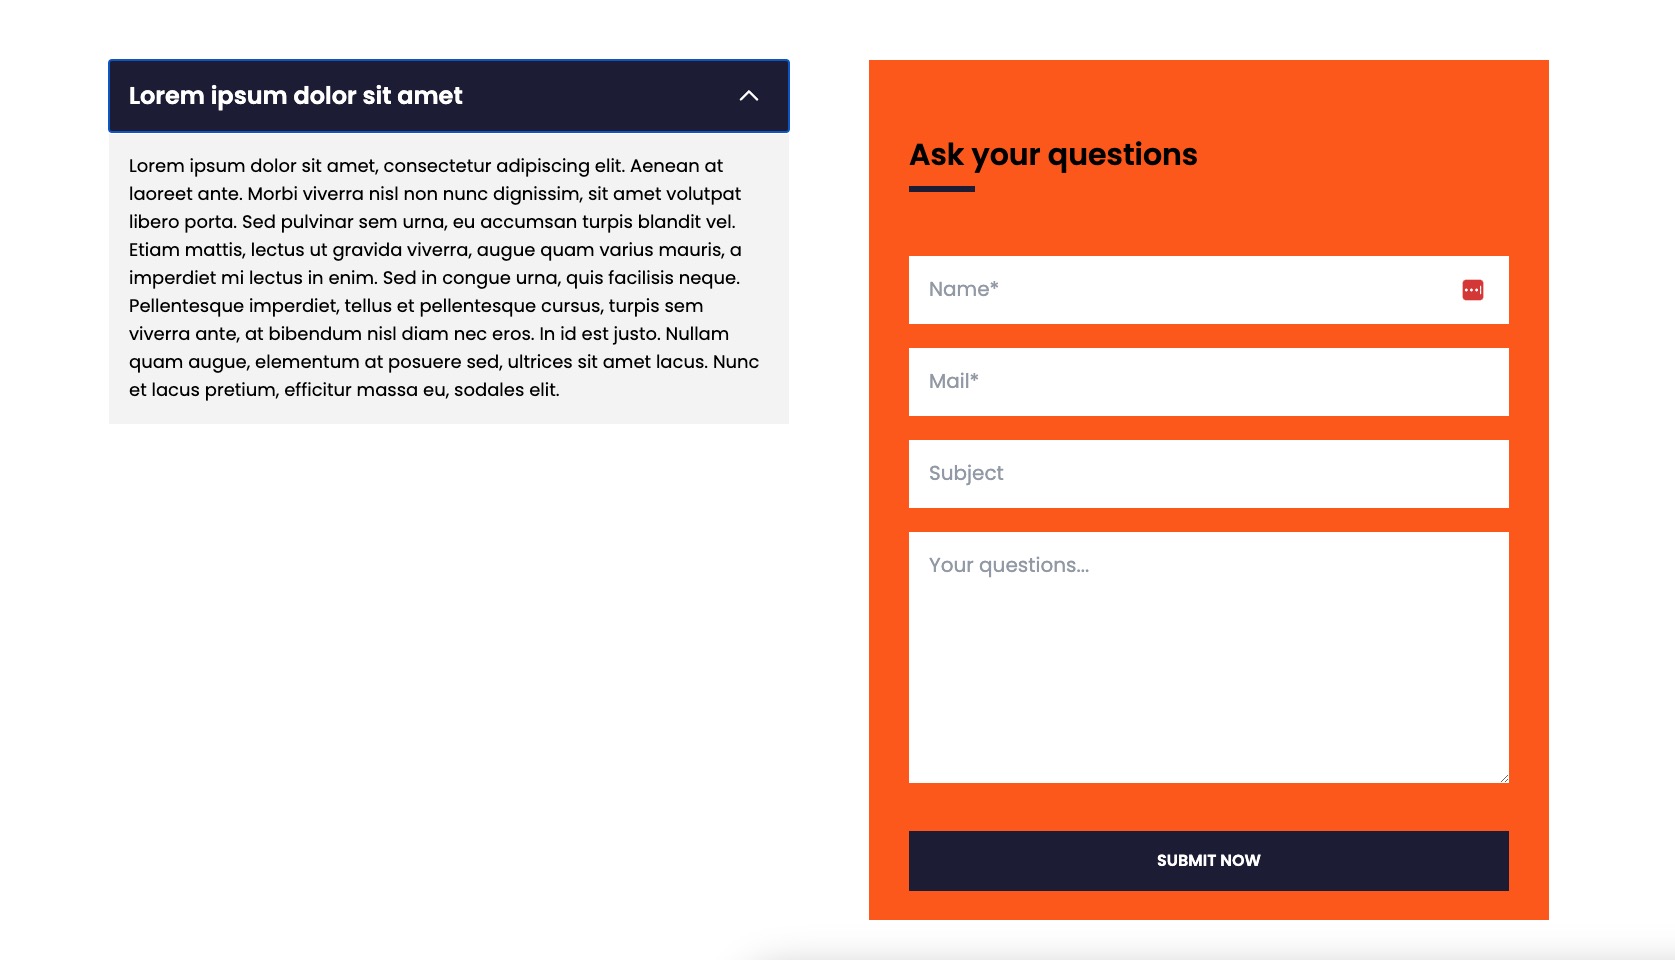 Lorem ipsum dolor sit amet
Lorem ipsum dolor sit amet, consectetur adipiscing elit. Aenean at
laoreet ante. Morbi viverra nisl non nunc dignissim, sit amet volutpat
libero porta. Sed pulvinar sem urna, eu accumsan turpis blandit vel.
Etiam mattis, lectus ut gravida viverra, augue quam varius mauris, a
imperdiet mi lectus in enim. Sed in congue urna, quis facilisis neque.
Pellentesque imperdiet, tellus et pellentesque cursus, turpis sem
viverra ante, at bibendum nisl diam nec eros. In id est justo. Nullam
quam augue, elementum at posuere sed, ultrices sit amet lacus. Nunc
et lacus pretium, efficitur massa eu, sodales elit.
Ask your questions
Name*
Mail*
Subject
Your questions...
SUBMIT NOW